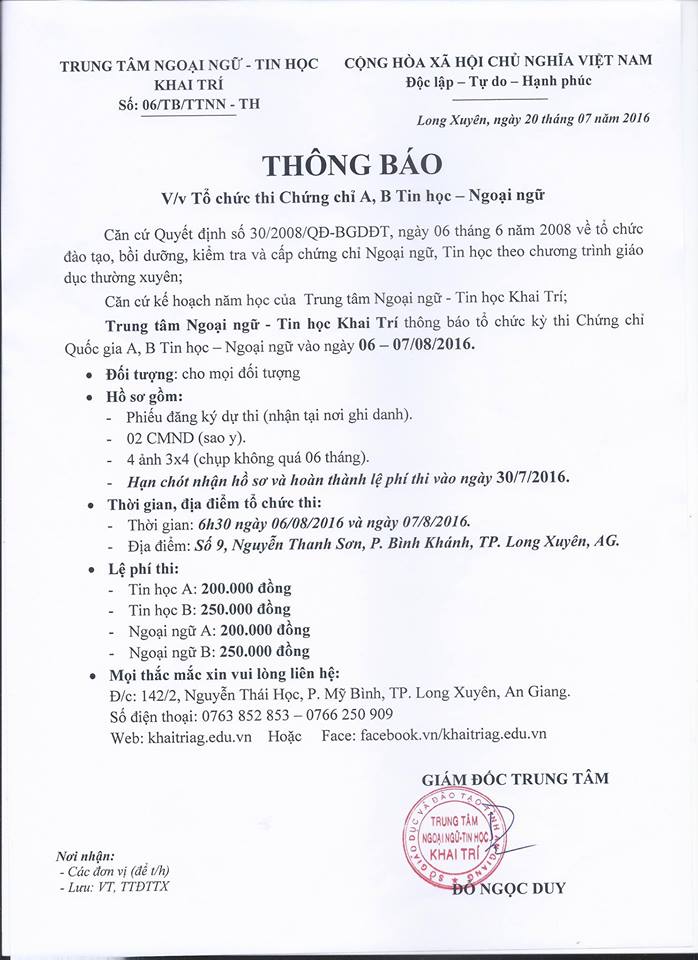 TRUNG TÂM NGOẠI NGỮ - TIN HỌC
KHAI TRÍ
Số: 06/TB/TTNN - TH
CỘNG HÒA XÃ HỘI CHỦ NGHĨA VIỆT NAM
Độc lập – Tự do – Hạnh phúc
Long Xuyên, ngày 20 tháng 07 năm 2016
THÔNG BÁO
V/v Tổ chức thi Chứng chỉ A, B Tin học – Ngoại ngữ
Căn cứ Quyết định số 30/2008/QĐ-BGDĐT, ngày 06 tháng 6 năm 2008 về tổ chức
đào tạo, bồi dưỡng, kiểm tra và cấp chứng chỉ Ngoại ngữ, Tin học theo chương trình giáo
dục thường xuyên;
Căn cứ kế hoạch năm học của Trung tâm Ngoại ngữ - Tin học Khai Trí;
Trung tâm Ngoại ngữ - Tin học Khai Trí thông báo tổ chức kỳ thi Chứng chỉ
Quốc gia A, B Tin học – Ngoại ngữ vào ngày 06 – 07/08/2016.
• Đối tượng: cho mọi đối tượng
• Hồ sơ gồm:
- Phiếu đăng ký dự thi (nhận tại nơi ghi danh).
- 02 CMND (sao y).
- 4 ảnh 3x4 (chụp không quá 06 tháng).
- Hạn chót nhận hồ sơ và hoàn thành lệ phí thi vào ngày 30/7/2016.
• Thời gian, địa điểm tổ chức thi:
- Thời gian: 6h30 ngày 06/08/2016 và ngày 07/8/2016.
- Địa điểm: Số 9, Nguyễn Thanh Sơn, P. Bình Khánh, TP. Long Xuyên, AG.
• Lệ phí thi:
- Tin học A: 200.000 đồng
- Tin học B: 250.000 đồng
- Ngoại ngữ A: 200.000 đồng
- Ngoại ngữ B: 250.000 đồng
• Mọi thắc mắc xin vui lòng liên hệ:
Đ/c: 142/2, Nguyễn Thái Học, P. Mỹ Bình, TP. Long Xuyên, An Giang.
Số điện thoại: 0763 852 853 – 0766 250 909
Web: khaitriag.edu.vn Hoặc Face: facebook.vn/khaitriag.edu.vn
GIÁM ĐỐC TRUNG TÂM
SỞ GIÁO DỤC VÀ ĐÀO TẠO TỈNH AN GIANG
TRUNG TÂM
NGOẠI NGỮ-TIN HỌC
KHAI TRÍ
ĐỖ NGỌC DUY
Nơi nhận:
- Các đơn vị (để t/h)
- Lưu: VT, TTĐTTX